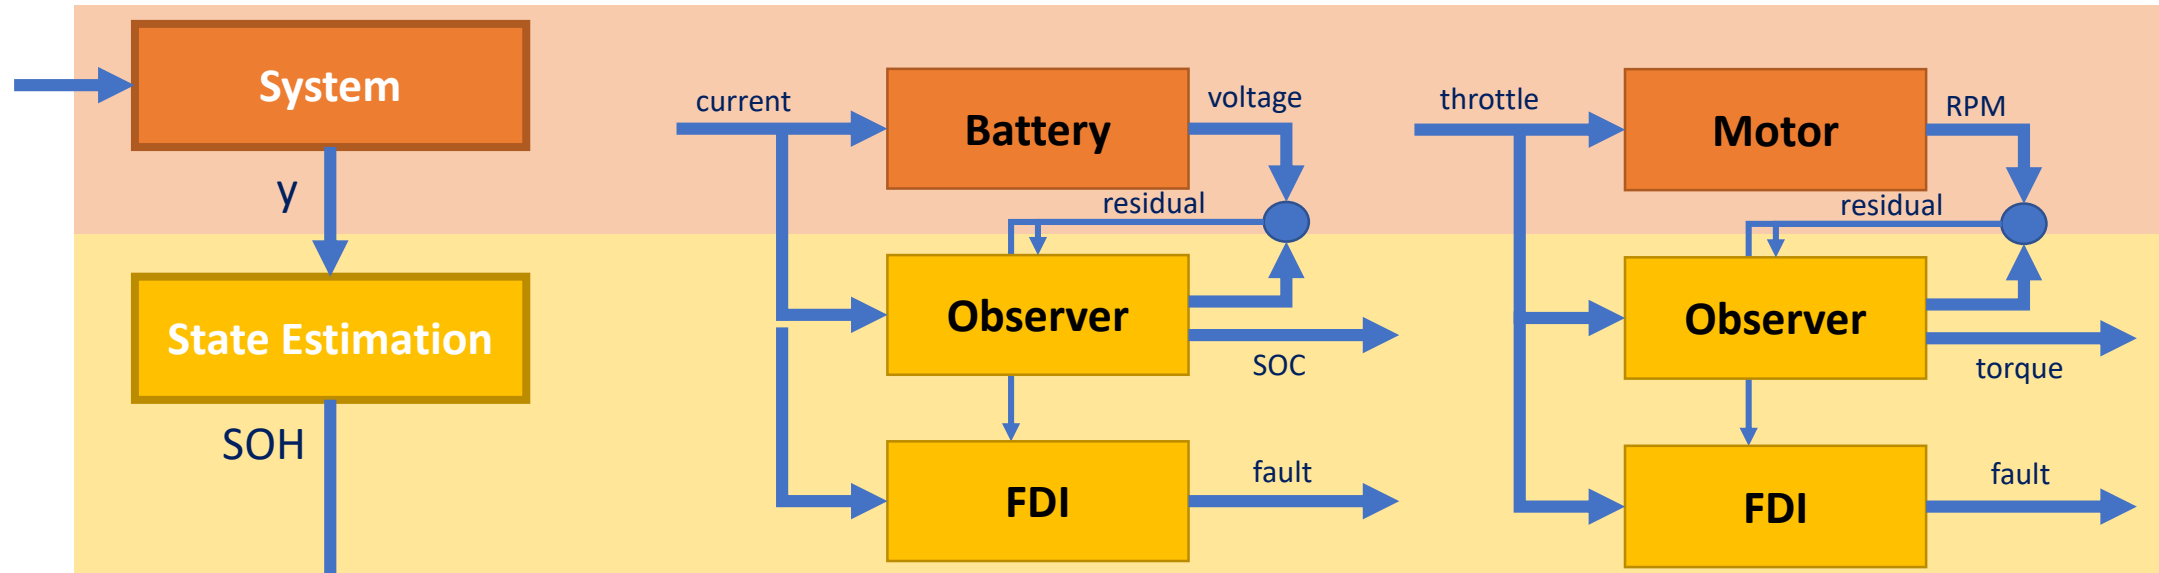 System
y
State Estimation
SOH
current
Battery
voltage
residual
Observer
SOC
FDI
fault
throttle
Motor
RPM
residual
Observer
torque
FDI
fault